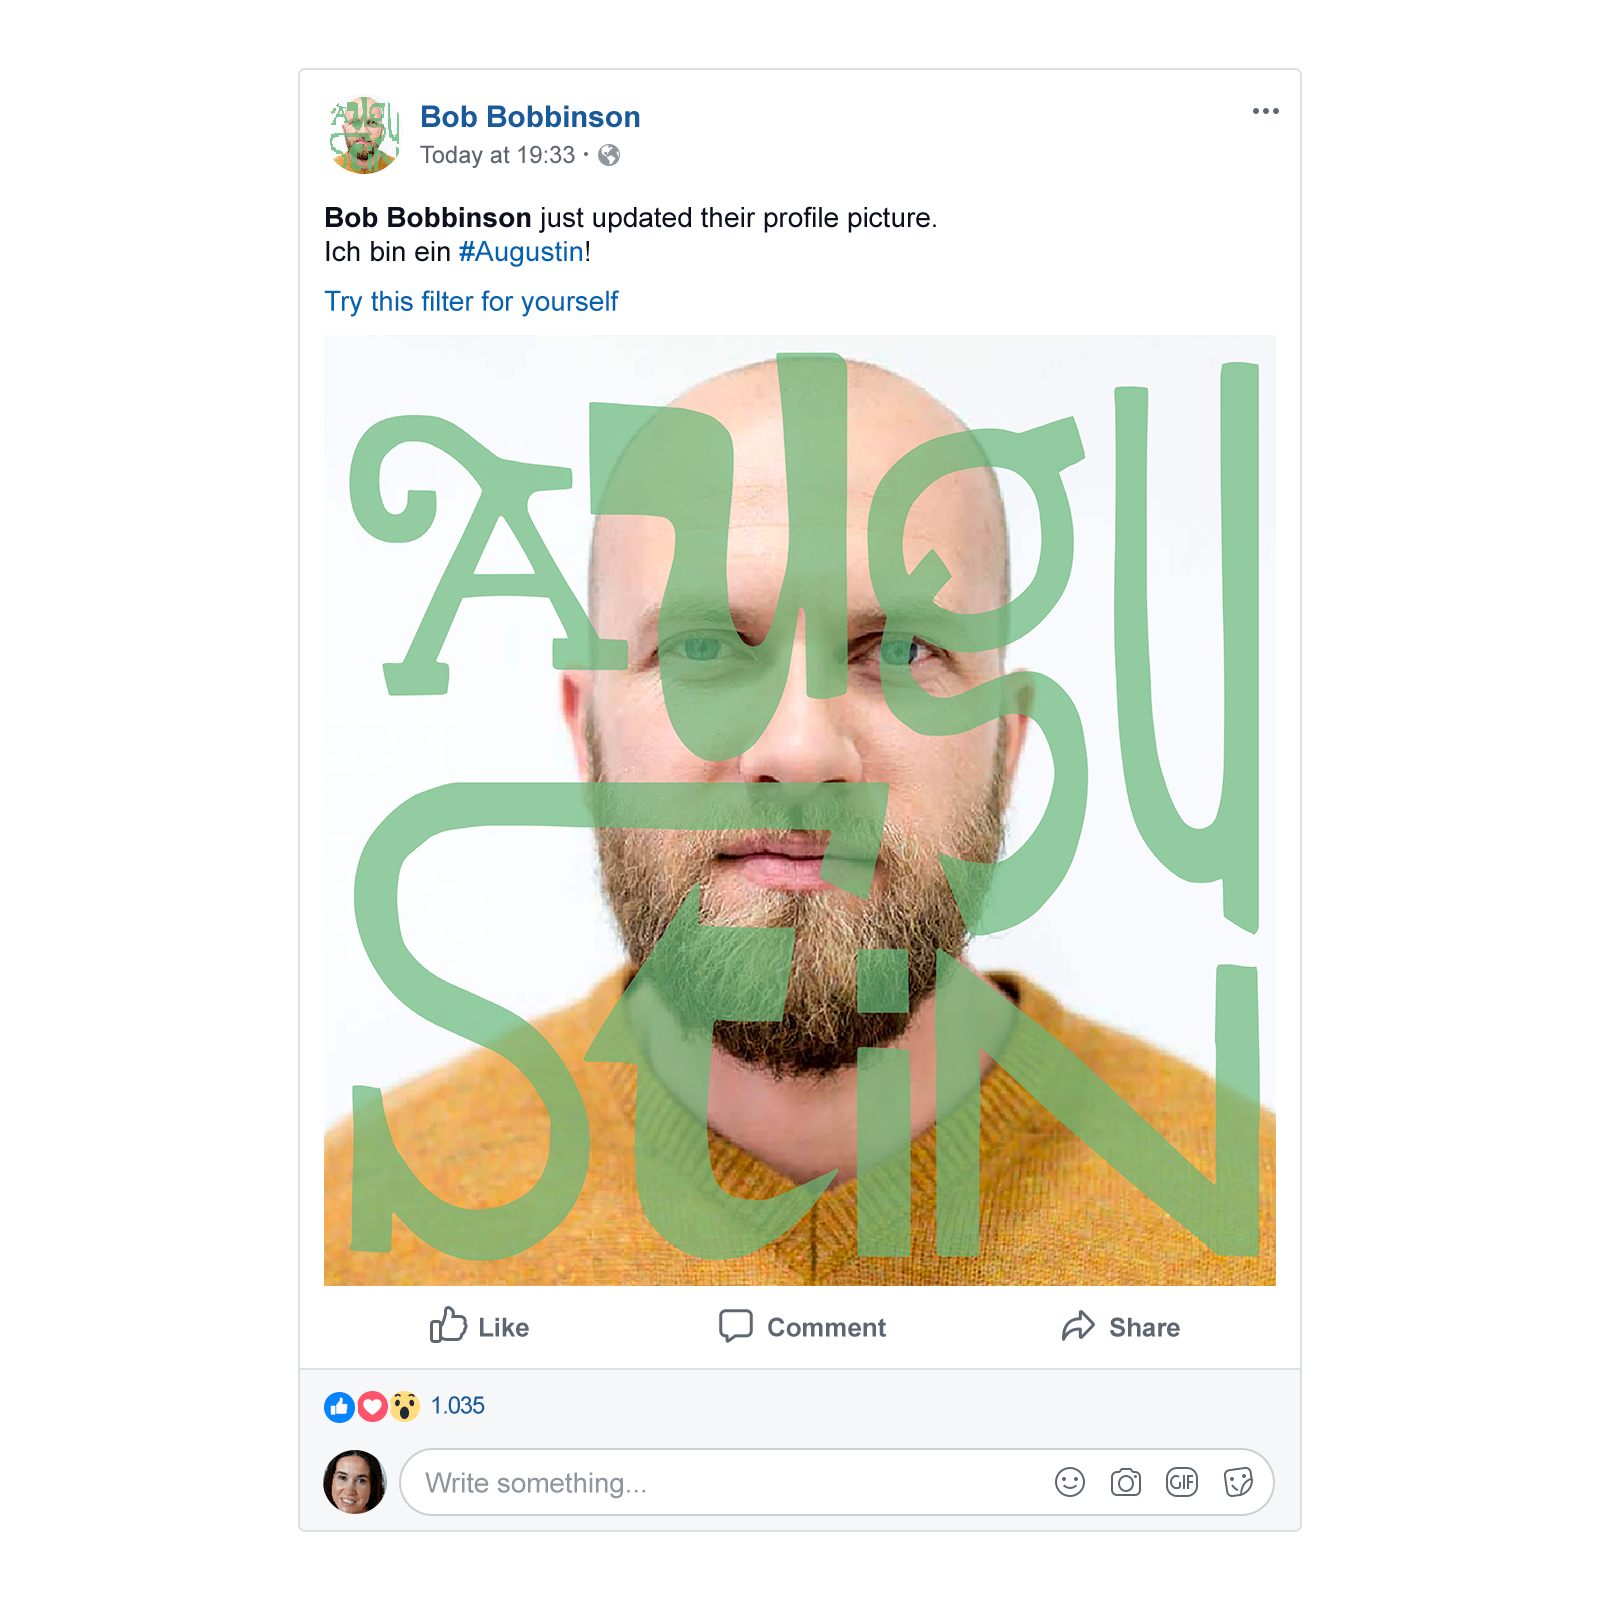 Bob Bobbinson
Today at 19:33 ·
Bob Bobbinson just updated their profile picture.
Ich bin ein #Augustin!
Try this filter for yourself
Augu
Stin
Like Comment Share
1.035
Write something... GIF